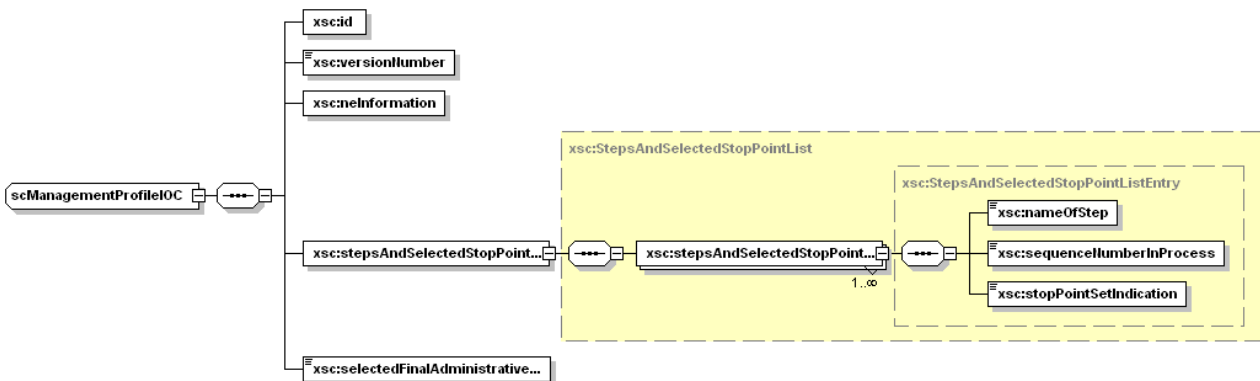 xsc:id
xsc:versionNumber
xsc:neInformation
xsc:StepsAndSelectedStopPointList
xsc:StepsAndSelectedStopPointListEntry
scManagementProfileIOC
xsc:nameOfStep
xsc:stepsAndSelectedStopPoint...
xsc:stepsAndSelectedStopPoint...
xsc:sequenceNumberInProcess
1..∞
xsc:stopPointSetIndication
xsc:selectedFinalAdministrative...